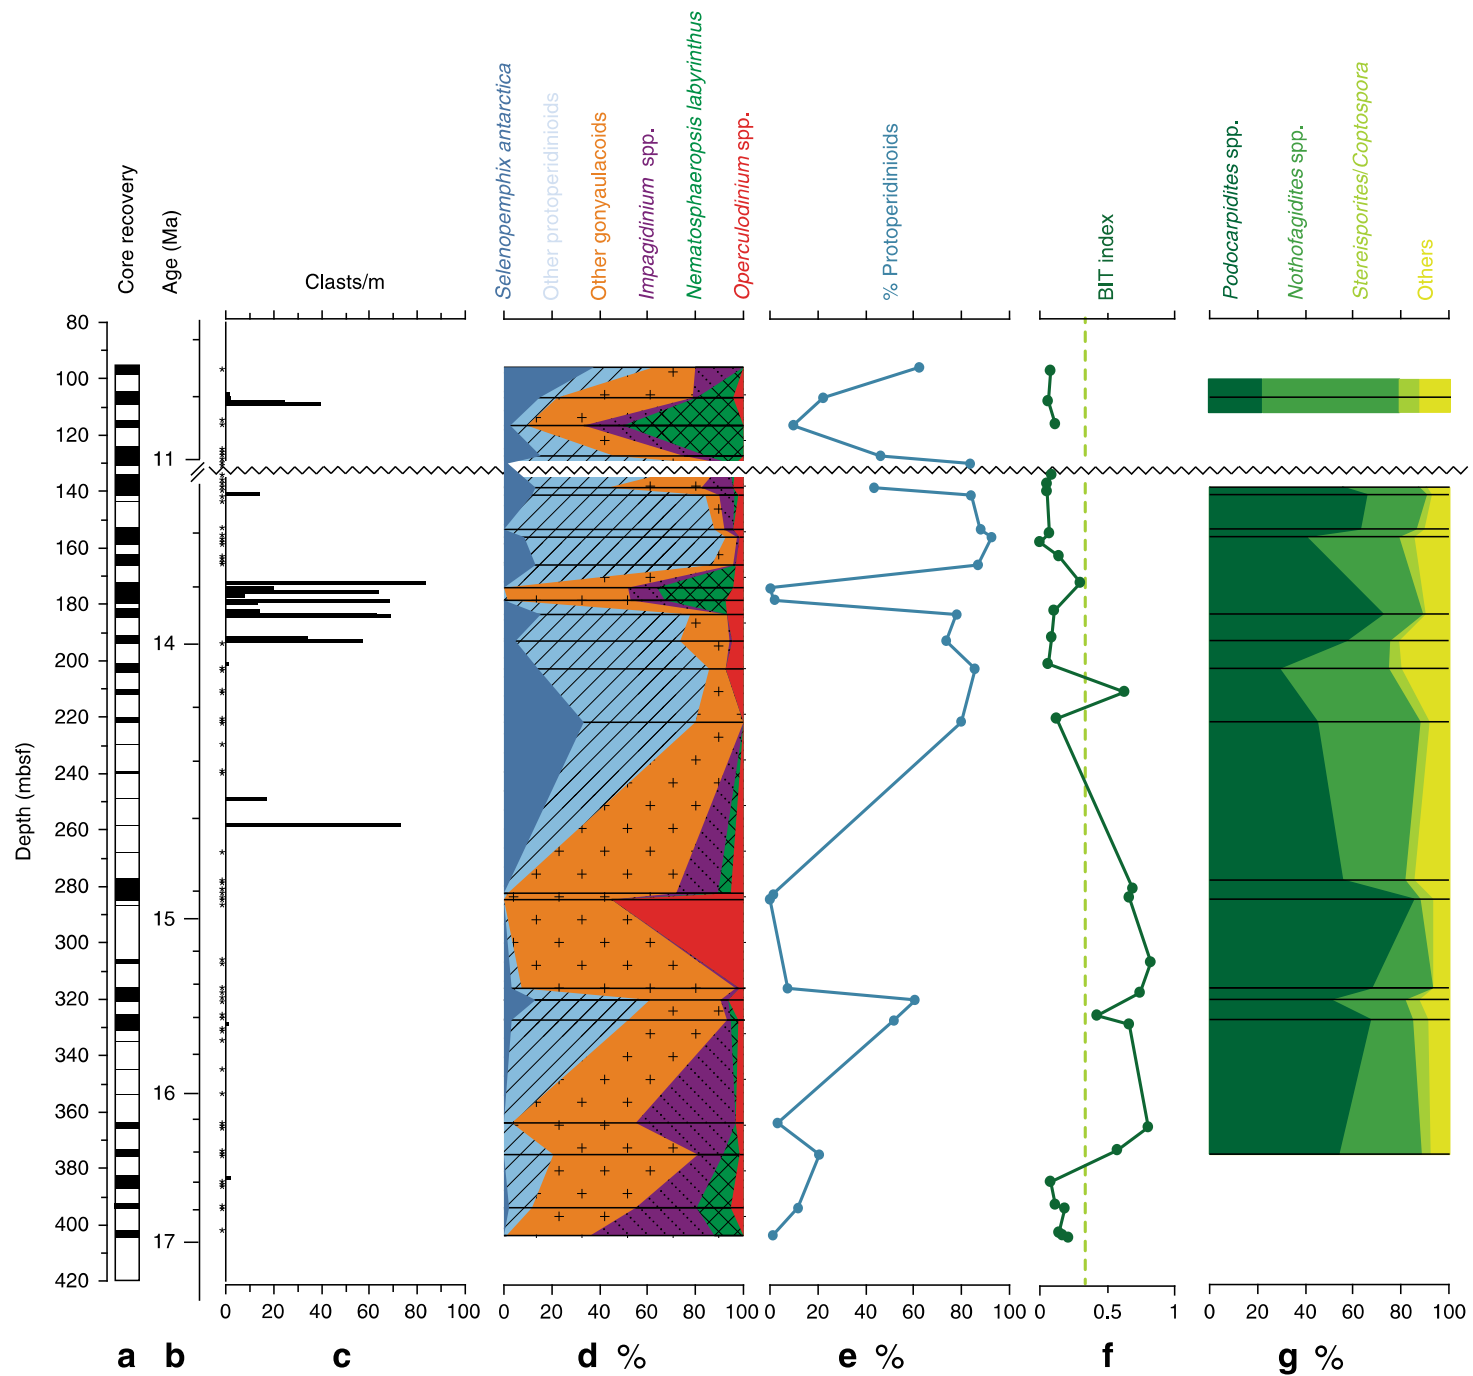 Core recovery
Age (Ma)
Clasts/m
Selenopemphix antarctica
Other protoperidinioids
Other gonyaulacoids
Impagidinium spp.
Nematosphaeropsis labyrinthus
Operculodinium spp.
% Protoperidinioids
BIT index
Podocarpidites spp.
Nothofagidites spp.
Stereisporites/Coptospora
Others
Depth (mbsf)
80
100
120
140
160
180
200
220
240
260
280
300
320
340
360
380
400
420
11
14
15
16
17
0 20 40 60 80 100
0 20 40 60 80 100
0 20 40 60 80 100
0 0.5 1
0 20 40 60 80 100
a b c d % e % f g %